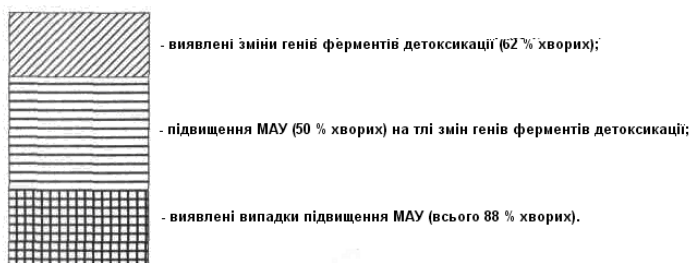 - виявлені зміни генів ферментів детоксикації (62 % хворих);
- підвищення МАУ (50 % хворих) на тлі змін генів ферментів детоксикації;
- виявлені випадки підвищення МАУ (всього 88 % хворих).